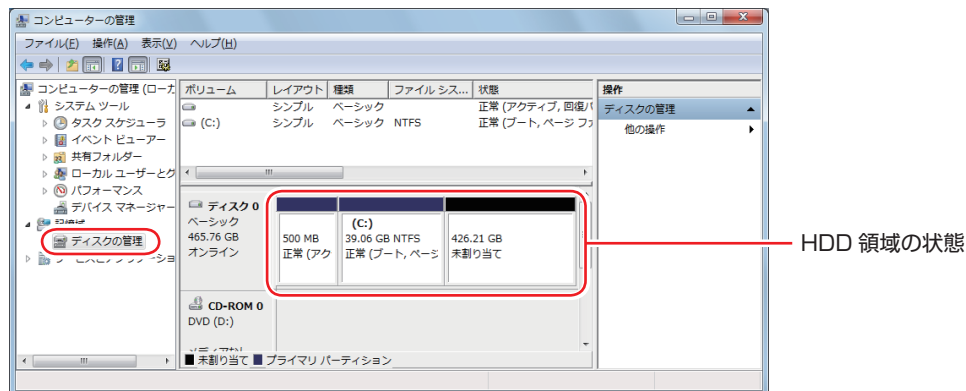 コンピューターの管理
ファイル(F) 操作(A) 表示(V) ヘルプ(H)
コンピューターの管理 (ローカ
システム ツール
タスク スケジューラ
イベント ビューアー
共有フォルダー
ローカル ユーザーとグ
パフォーマンス
デバイス マネージャー
ディスクの管理
ボリューム レイアウト 種類 ファイル シス... 状態
シンプル ベーシック 正常 (アクティブ, 回復パ
(C:) シンプル ベーシック NTFS 正常 (ブート, ページ ファ
ディスク 0
ベーシック
465.76 GB
オンライン
500 MB
正常 (アク
(C:)
39.06 GB NTFS
正常 (ブート, ページ
426.21 GB
未割り当て
CD-ROM 0
DVD (D:)
未割り当て プライマリ パーティション
操作
ディスクの管理
他の操作
HDD 領域の状態